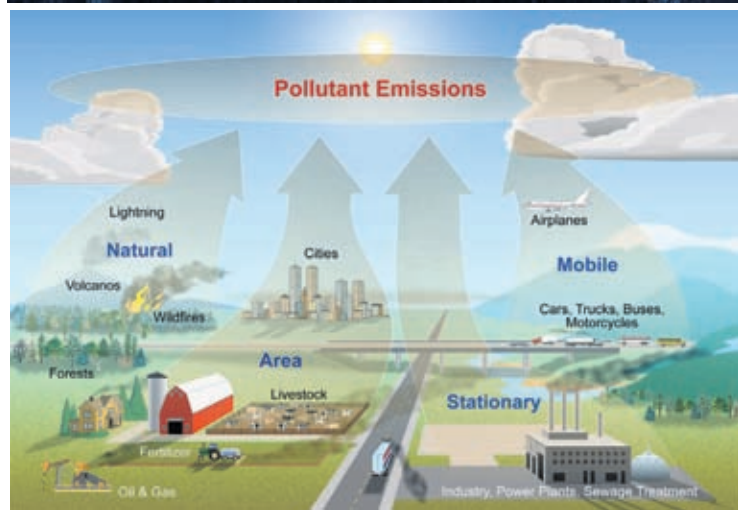 Pollutant Emissions
Lightning
Natural
Airplanes
Cities
Mobile
Volcanos
Wildfires
Cars, Trucks, Buses,
Motorcycles
Area
Forests
Livestock
Stationary
Fertilizer
Oil & Gas
Industry, Power Plants, Sewage Treatment